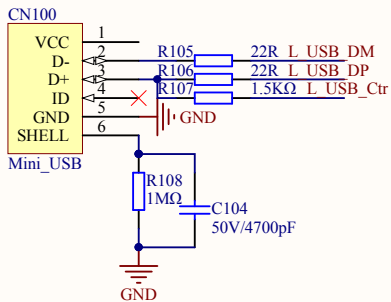 CN100
VCC 1
D- 2 R105 22R L_USB_DM
D+ 3 R106 22R L_USB_DP
ID 4 R107 1.5KΩ L_USB_Ctr
GND 5 GND
SHELL 6
Mini_USB
R108
1MΩ
C104
50V/4700pF
GND